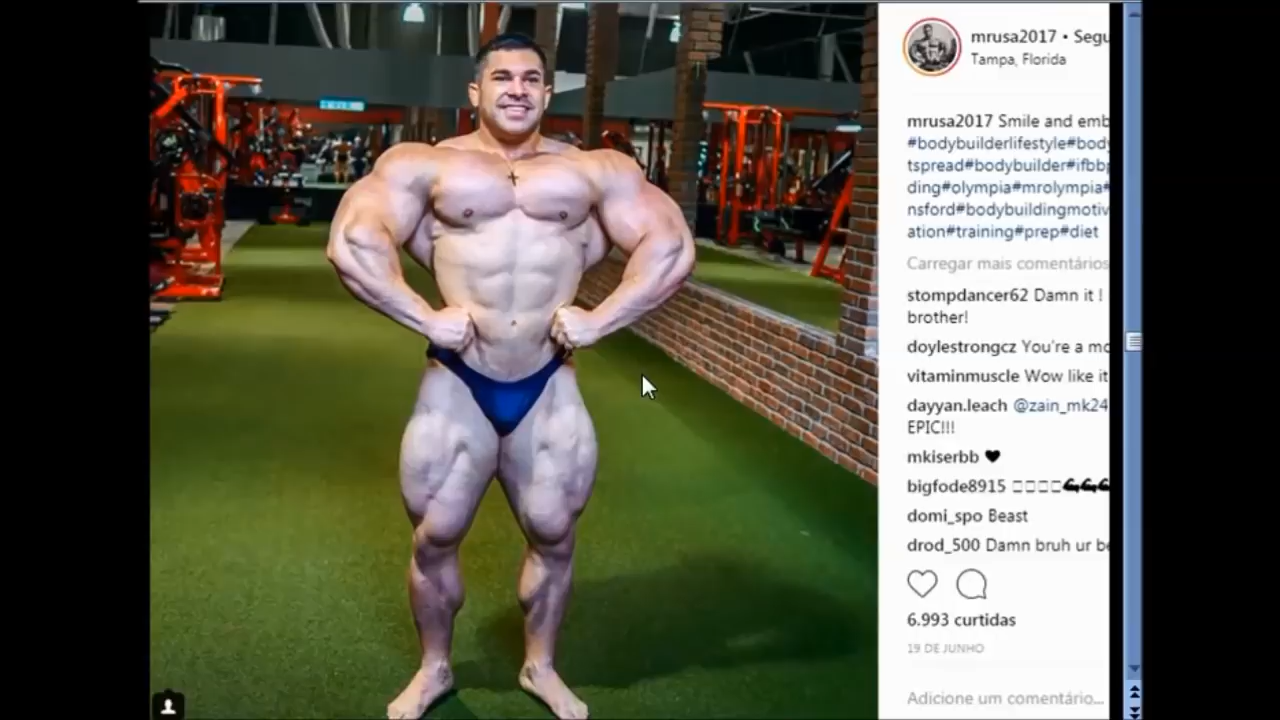 mrusa2017 • Segu
Tampa, Florida
mrusa2017 Smile and emb
#bodybuilderlifestyle#body
tspread#bodybuilder#ifbbp
ding#olympia#mrolympia#
nsford#bodybuildingmotiv
ation#training#prep#diet
Carregar mais comentários
stompdancer62 Damn it !
brother!
doylestrongcz You're a mo
vitaminmuscle Wow like it
dayyan.leach @zain_mk24
EPIC!!!
mkiserbb
bigfode8915
domi_spo Beast
drod_500 Damn bruh ur be
6.993 curtidas
19 DE JUNHO
Adicione um comentário...